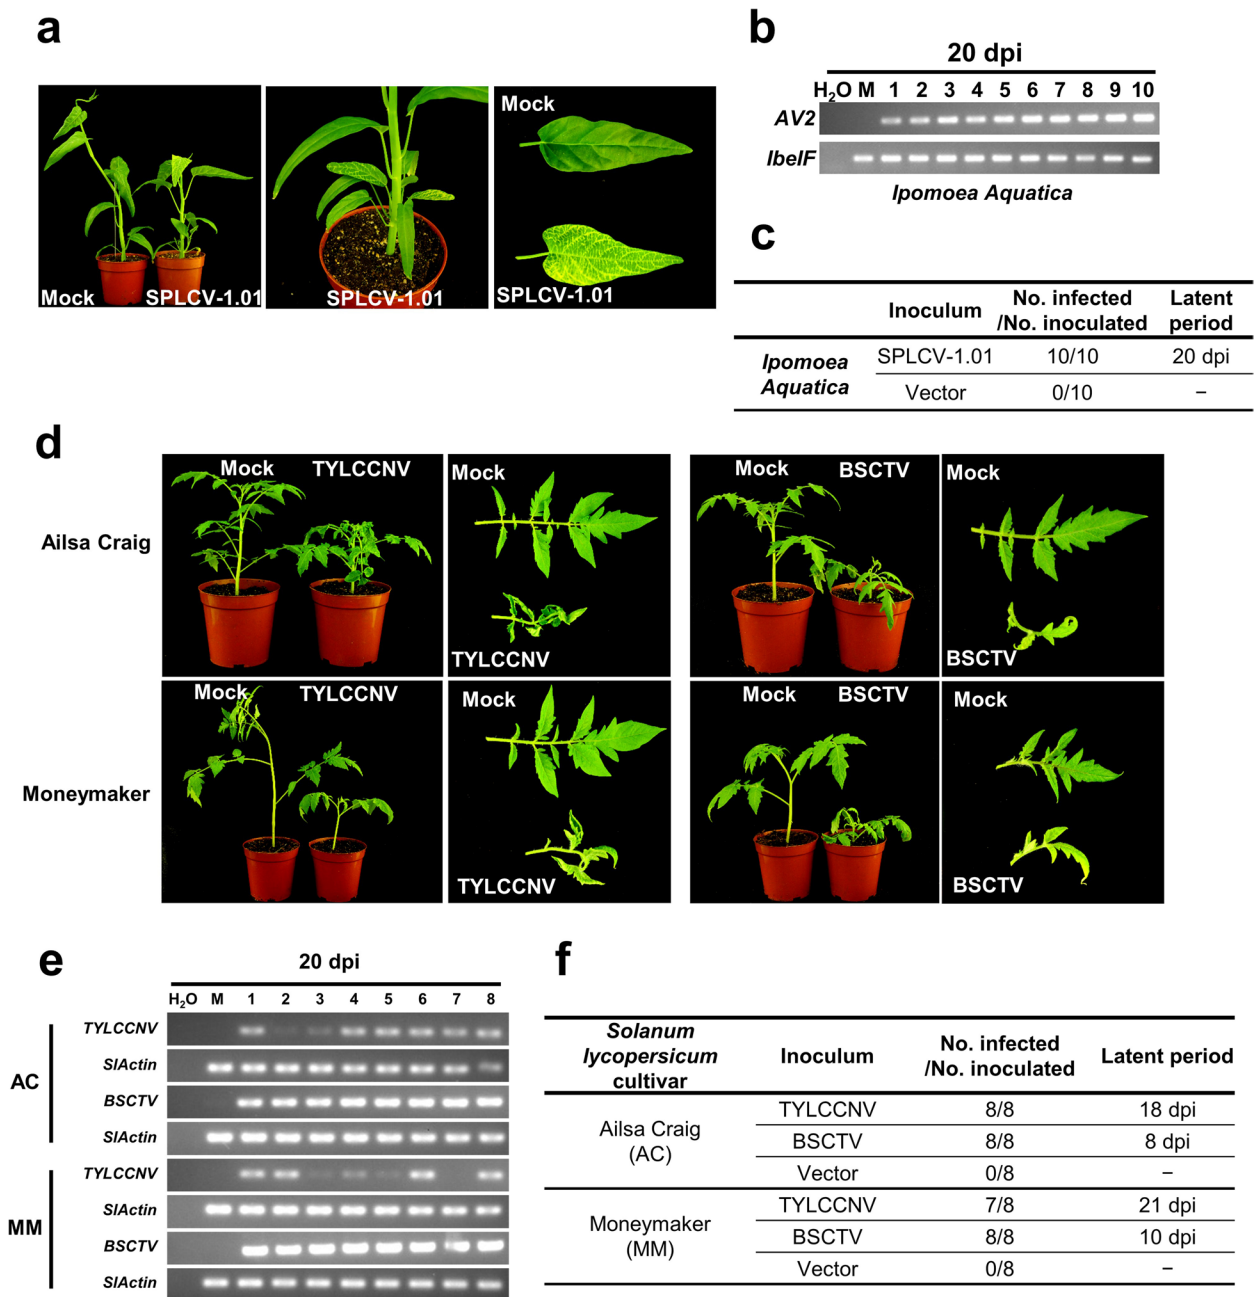 a
Mock
SPLCV-1.01
SPLCV-1.01
Mock
SPLCV-1.01
b
20 dpi
H2O M 1 2 3 4 5 6 7 8 9 10
AV2
IbeIF
Ipomoea Aquatica
c
Inoculum
No. infected
/No. inoculated
Latent
period
Ipomoea
Aquatica
SPLCV-1.01 10/10 20 dpi
Vector 0/10 −
d
Ailsa Craig
Mock TYLCCNV
Mock
TYLCCNV
Mock BSCTV
Mock
BSCTV
Moneymaker
Mock TYLCCNV
Mock
TYLCCNV
Mock BSCTV
Mock
BSCTV
e
20 dpi
H2O M 1 2 3 4 5 6 7 8
AC
TYLCCNV
SlActin
BSCTV
SlActin
MM
TYLCCNV
SlActin
BSCTV
SlActin
f
Solanum
lycopersicum
cultivar
Inoculum
No. infected
/No. inoculated
Latent period
Ailsa Craig
(AC)
TYLCCNV 8/8 18 dpi
BSCTV 8/8 8 dpi
Vector 0/8 −
Moneymaker
(MM)
TYLCCNV 7/8 21 dpi
BSCTV 8/8 10 dpi
Vector 0/8 −